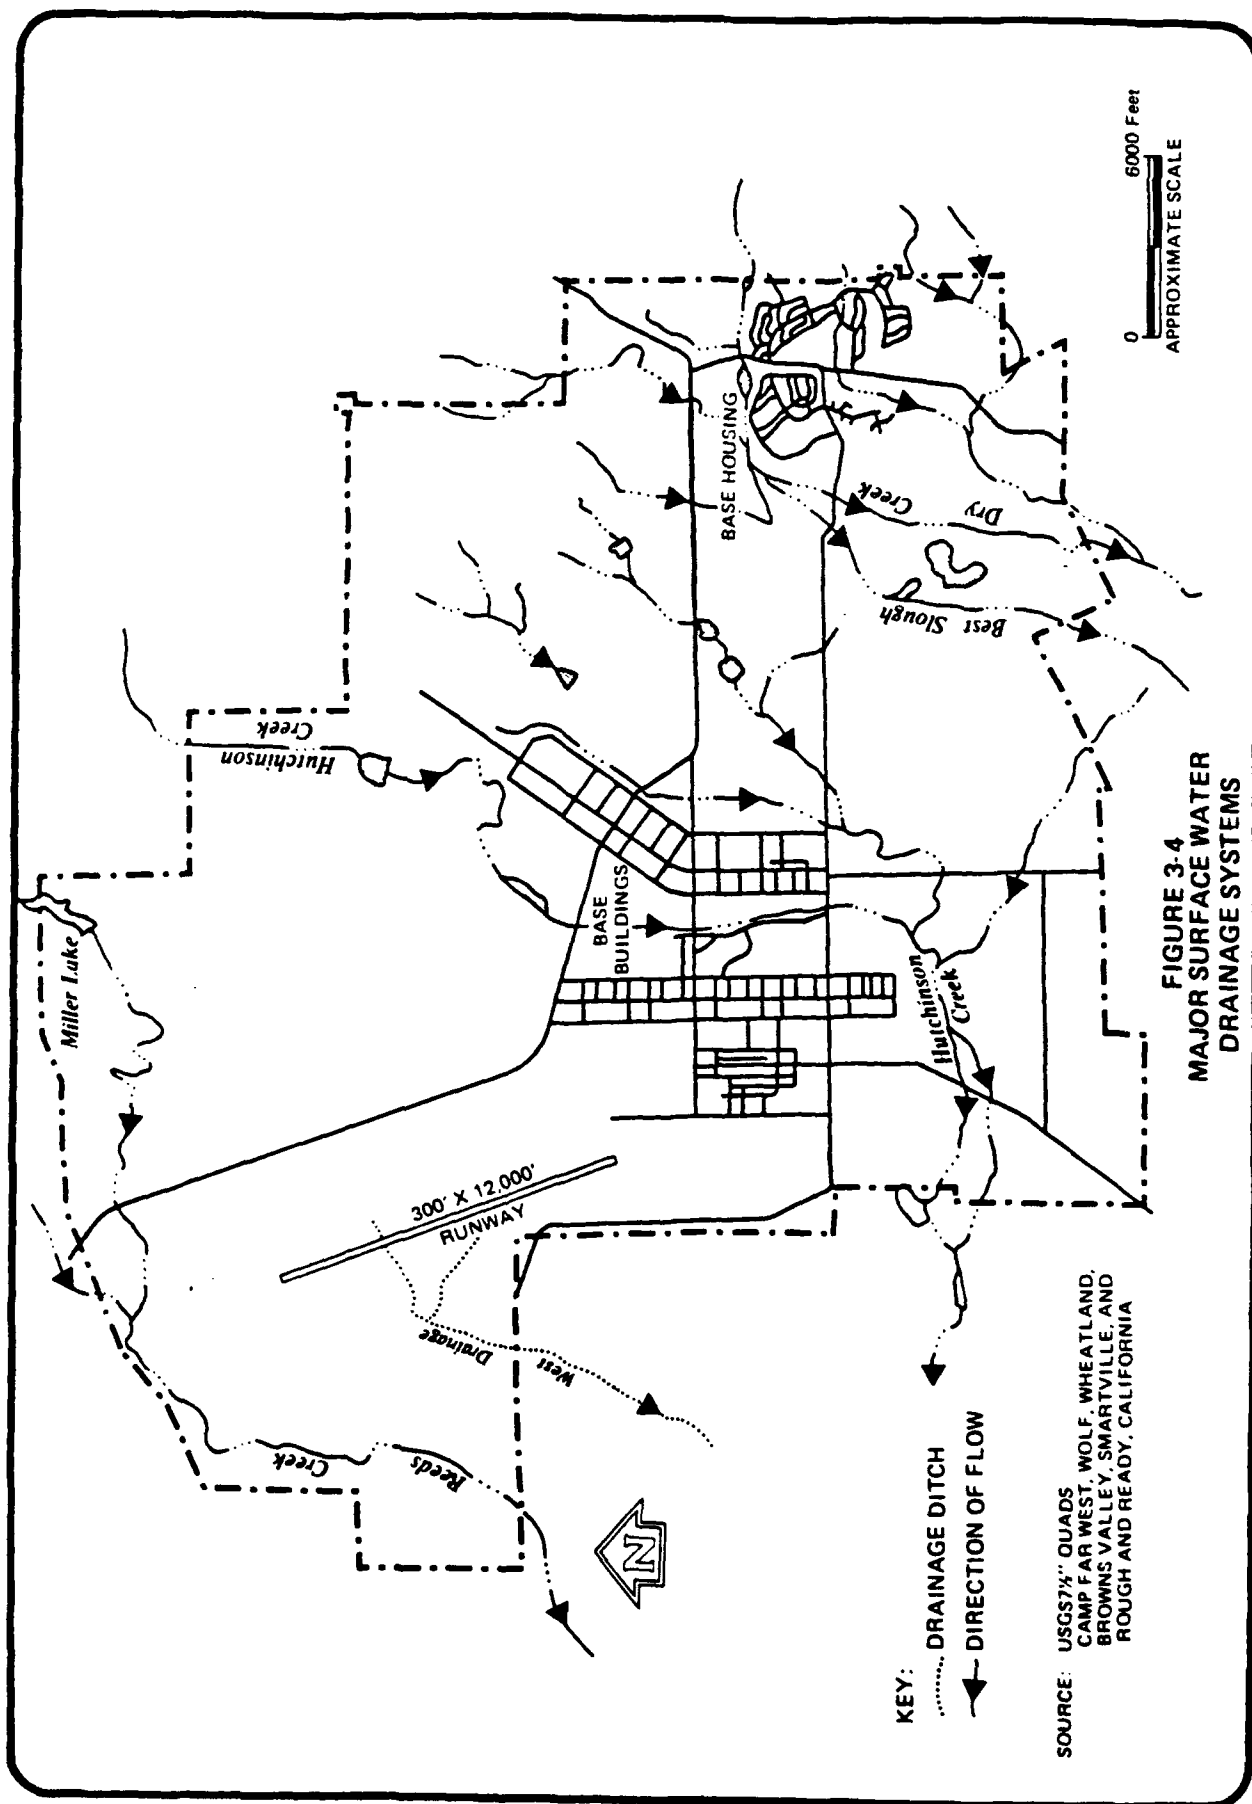 Miller Lake
Hutchinson
Creek
300' X 12,000'
RUNWAY
BASE
BUILDINGS
BASE HOUSING
Reeds
Creek
West
Drainage
Hutchinson
Creek
Best Slough
Dry
Creek
N
KEY:
DRAINAGE DITCH
DIRECTION OF FLOW
0 6000 Feet
APPROXIMATE SCALE
SOURCE: USGS 7½" QUADS
CAMP FAR WEST, WOLF, WHEATLAND,
BROWNS VALLEY, SMARTVILLE, AND
ROUGH AND READY, CALIFORNIA
FIGURE 3-4
MAJOR SURFACE WATER
DRAINAGE SYSTEMS